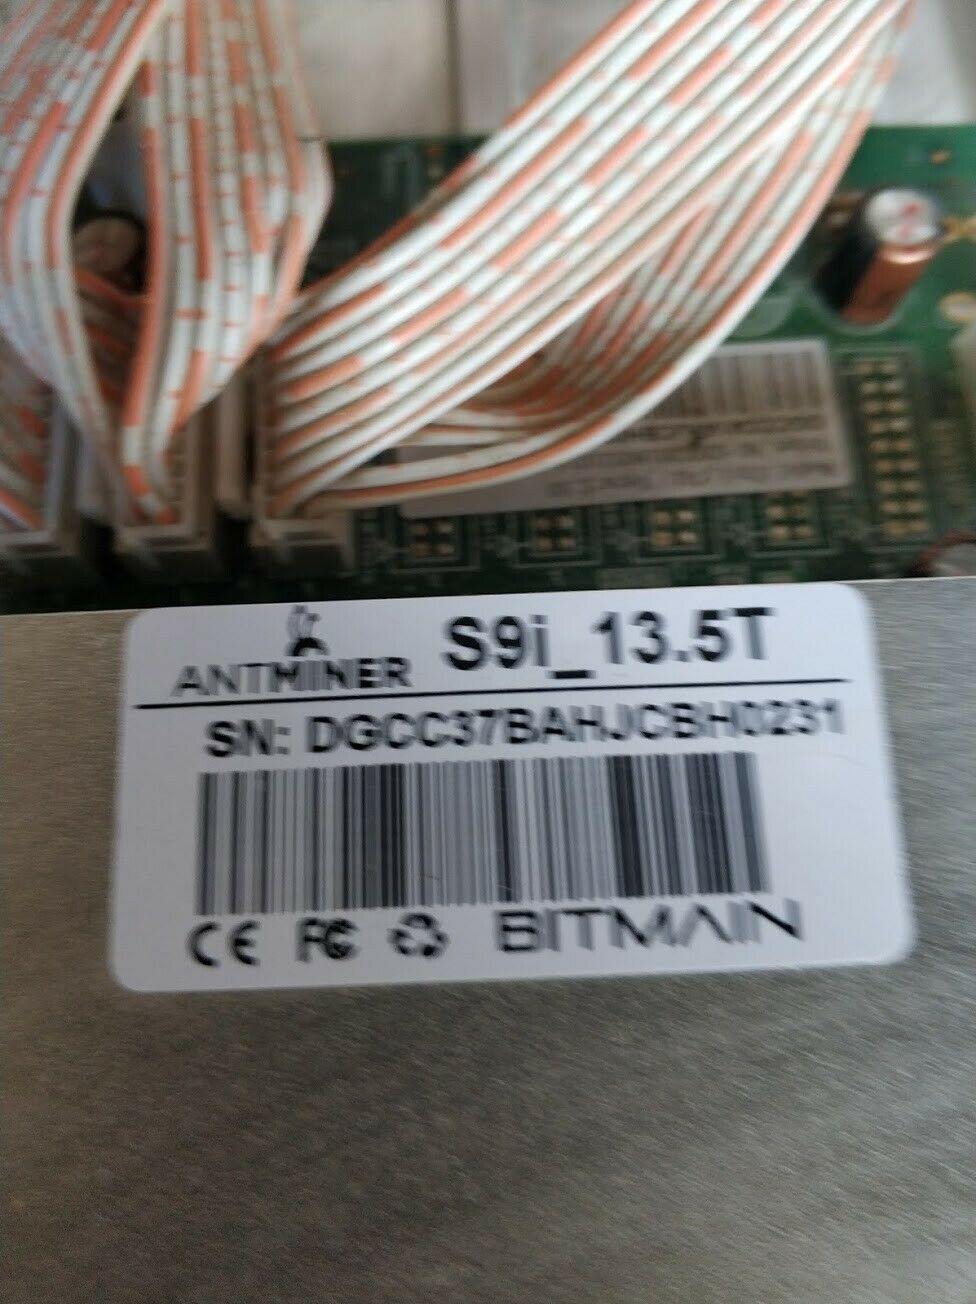 ANTMINER S9i_13.5T
SN: DGCC37BAHJCBH0231
CE FC BITMAIN